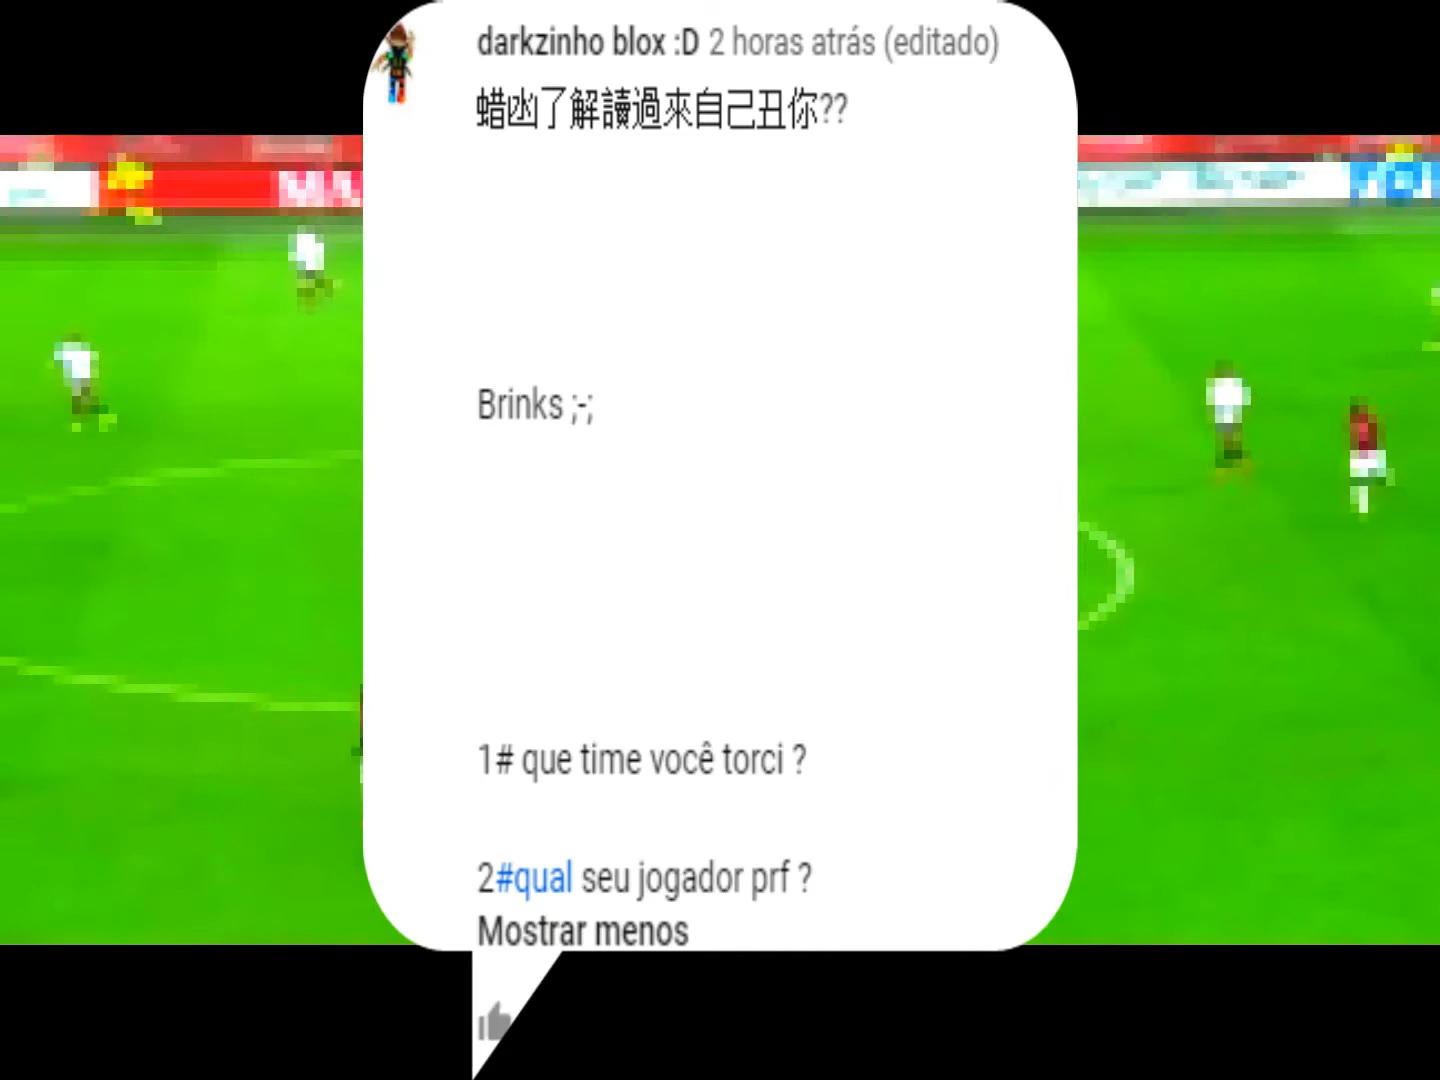 darkzinho blox :D 2 horas atrás (editado)
蜡凼了解讀過來自己丑你??
Brinks ;-;
1# que time você torci ?
2#qual seu jogador prf ?
Mostrar menos